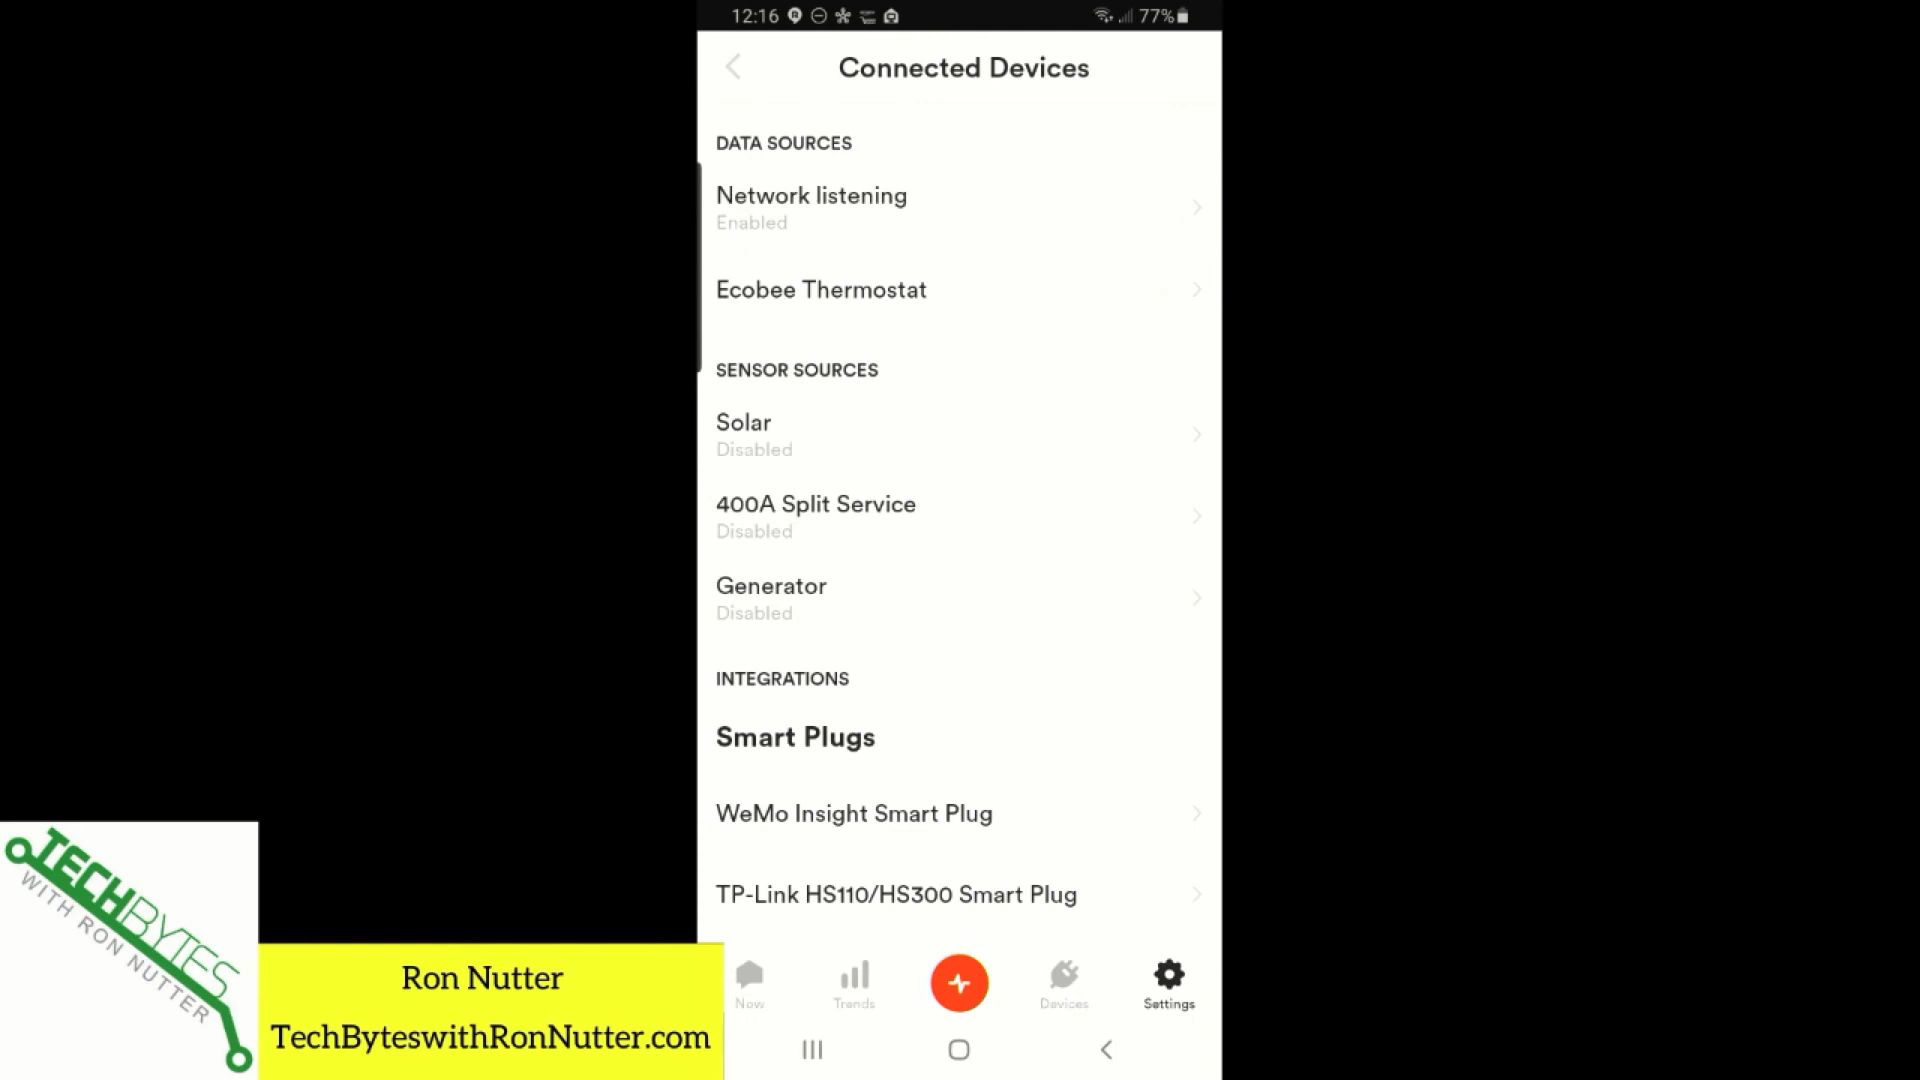 12:16
77%
Connected Devices
DATA SOURCES
Network listening
Enabled
Ecobee Thermostat
SENSOR SOURCES
Solar
Disabled
400A Split Service
Disabled
Generator
Disabled
INTEGRATIONS
Smart Plugs
WeMo Insight Smart Plug
TP-Link HS110/HS300 Smart Plug
Now
Trends
Devices
Settings
TECHBYTES
WITH RON NUTTER
Ron Nutter
TechByteswithRonNutter.com